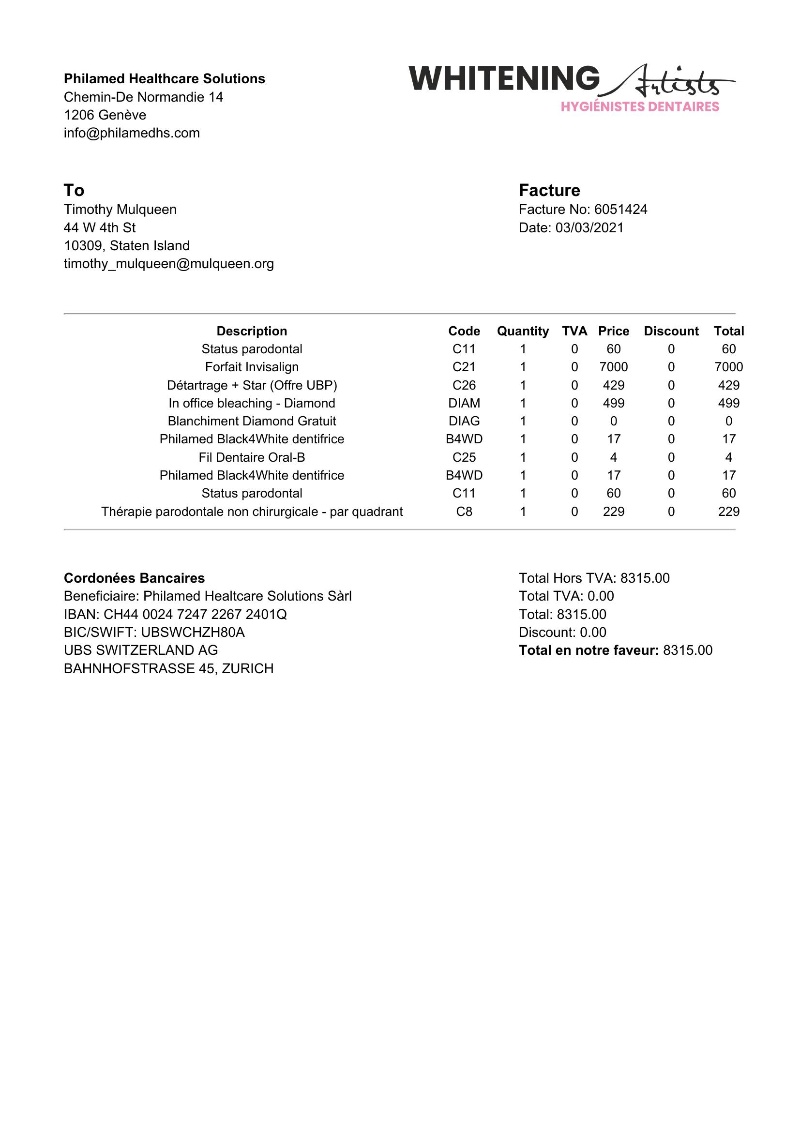 Philamed Healthcare Solutions
Chemin-De Normandie 14
1206 Genève
info@philamedhs.com
WHITENING Artists
HYGIÉNISTES DENTAIRES
To
Timothy Mulqueen
44 W 4th St
10309, Staten Island
timothy_mulqueen@mulqueen.org
Facture
Facture No: 6051424
Date: 03/03/2021
Description Code Quantity TVA Price Discount Total
Status parodontal C11 1 0 60 0 60
Forfait Invisalign C21 1 0 7000 0 7000
Détartrage + Star (Offre UBP) C26 1 0 429 0 429
In office bleaching - Diamond DIAM 1 0 499 0 499
Blanchiment Diamond Gratuit DIAG 1 0 0 0 0
Philamed Black4White dentifrice B4WD 1 0 17 0 17
Fil Dentaire Oral-B C25 1 0 4 0 4
Philamed Black4White dentifrice B4WD 1 0 17 0 17
Status parodontal C11 1 0 60 0 60
Thérapie parodontale non chirurgicale - par quadrant C8 1 0 229 0 229
Cordonées Bancaires
Beneficiaire: Philamed Healtcare Solutions Sàrl
IBAN: CH44 0024 7247 2267 2401Q
BIC/SWIFT: UBSWCHZH80A
UBS SWITZERLAND AG
BAHNHOFSTRASSE 45, ZURICH
Total Hors TVA: 8315.00
Total TVA: 0.00
Total: 8315.00
Discount: 0.00
Total en notre faveur: 8315.00